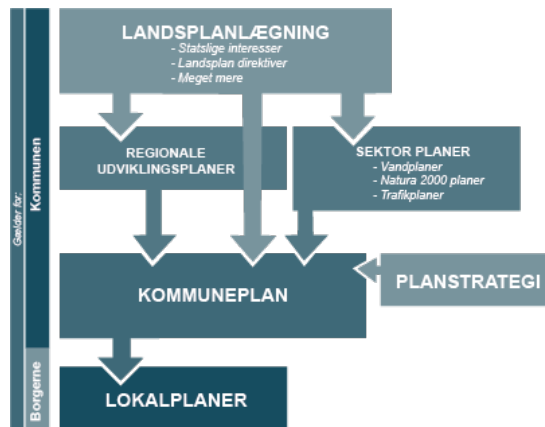 LANDSPLANLÆGNING
- Statslige interesser
- Landsplan direktiver
- Meget mere
REGIONALE
UDVIKLINGSPLANER
SEKTOR PLANER
- Vandplaner
- Natura 2000 planer
- Trafikplaner
KOMMUNEPLAN
PLANSTRATEGI
LOKALPLANER
Gælder for:
Kommunen
Borgerne